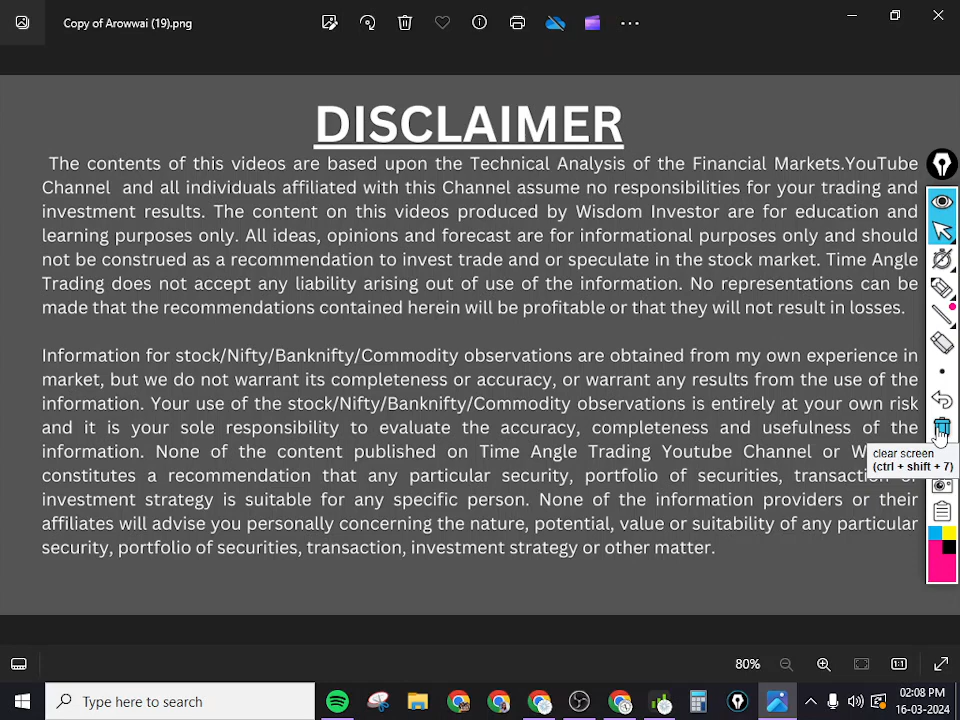 Copy of Arowwai (19).png
DISCLAIMER
The contents of this videos are based upon the Technical Analysis of the Financial Markets.YouTube
Channel and all individuals affiliated with this Channel assume no responsibilities for your trading and
investment results. The content on this videos produced by Wisdom Investor are for education and
learning purposes only. All ideas, opinions and forecast are for informational purposes only and should
not be construed as a recommendation to invest trade and or speculate in the stock market. Time Angle
Trading does not accept any liability arising out of use of the information. No representations can be
made that the recommendations contained herein will be profitable or that they will not result in losses.
Information for stock/Nifty/Banknifty/Commodity observations are obtained from my own experience in
market, but we do not warrant its completeness or accuracy, or warrant any results from the use of the
information. Your use of the stock/Nifty/Banknifty/Commodity observations is entirely at your own risk
and it is your sole responsibility to evaluate the accuracy, completeness and usefulness of the
information. None of the content published on Time Angle Trading Youtube Channel or
constitutes a recommendation that any particular security, portfolio of securities,
investment strategy is suitable for any specific person. None of the information providers or their
affiliates will advise you personally concerning the nature, potential, value or suitability of any particular
security, portfolio of securities, transaction, investment strategy or other matter.
clear screen
(ctrl + shift + 7)
80%
1:1
Type here to search
02:08 PM
16-03-2024